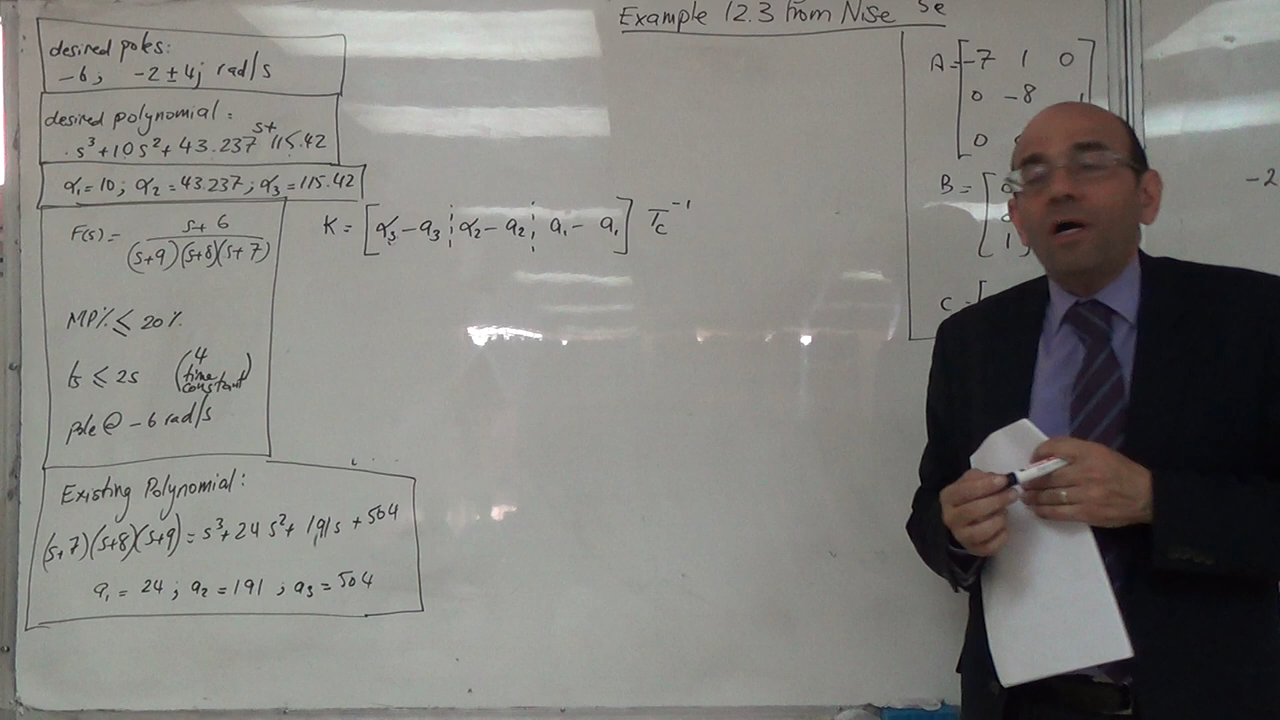 Example 12.3 from Nise
desired poles:
-6; -2 ± 4j rad/s
desired polynomial:
s³+10s²+43.237 s+ 115.42
α₁=10; α₂=43.237; α₃=115.42
F(s)= s+6 / (s+9)(s+8)(s+7)
MP% ≤ 20%
ts ≤ 2s (4 time constant)
pole @ -6 rad/s
Existing Polynomial:
(s+7)(s+8)(s+9)=s³+24s²+191s+504
a₁=24; a₂=191; a₃=504
K = [α₃-a₃ ¦ α₂-a₂ ¦ α₁-a₁] Tc⁻¹
A=[-7 1 0
0 -8 1
0
B = [
1
C=[
-2